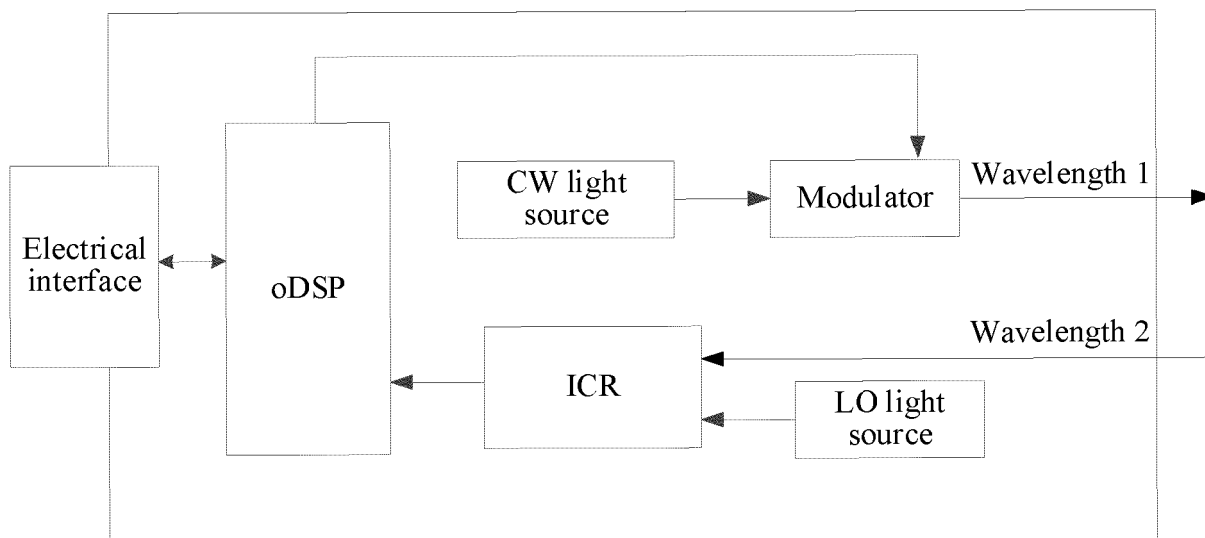 CW light
source
Modulator
Wavelength 1
Electrical
interface
oDSP
Wavelength 2
ICR
LO light
source